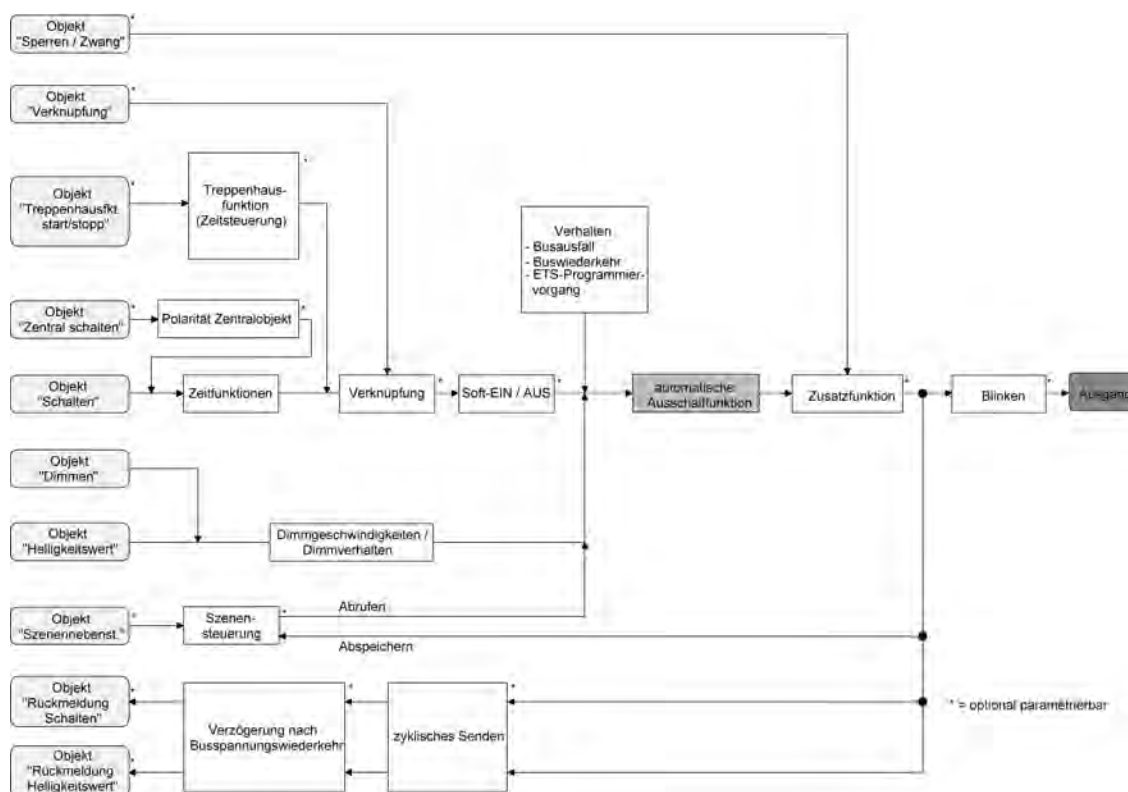 Objekt
"Sperren / Zwang"
*
Objekt
"Verknüpfung"
*
Objekt
"Treppenhausfkt.
start/stopp"
*
Treppenhaus-
funktion
(Zeitsteuerung)
*
Verhalten
- Busausfall
- Buswiederkehr
- ETS-Programmier-
vorgang
Objekt
"Zentral schalten"
*
Polarität Zentralobjekt
*
Objekt
"Schalten"
Zeitfunktionen
Verknüpfung
*
Soft-EIN / AUS
*
automatische
Ausschaltfunktion
Zusatzfunktion
*
Blinken
*
Ausgang
Objekt
"Dimmen"
Objekt
"Helligkeitswert"
Dimmgeschwindigkeiten /
Dimmverhalten
Objekt
"Szenennebenst."
*
Szenen-
steuerung
*
Abrufen
Abspeichern
Objekt
"Rückmeldung
Schalten"
*
Verzögerung nach
Busspannungswiederkehr
*
zyklisches Senden
*
* = optional parametrierbar
Objekt
"Rückmeldung
Helligkeitswert"
*